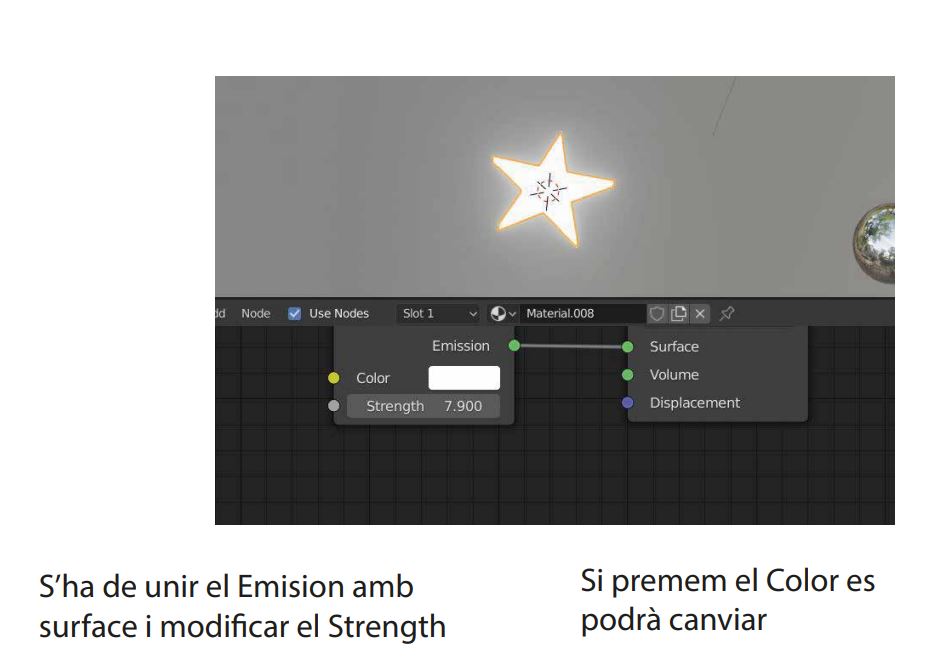 dd Node Use Nodes Slot 1 Material.008
Emission
Color
Strength 7.900
Surface
Volume
Displacement
S'ha de unir el Emision amb
surface i modificar el Strength
Si premem el Color es
podrà canviar